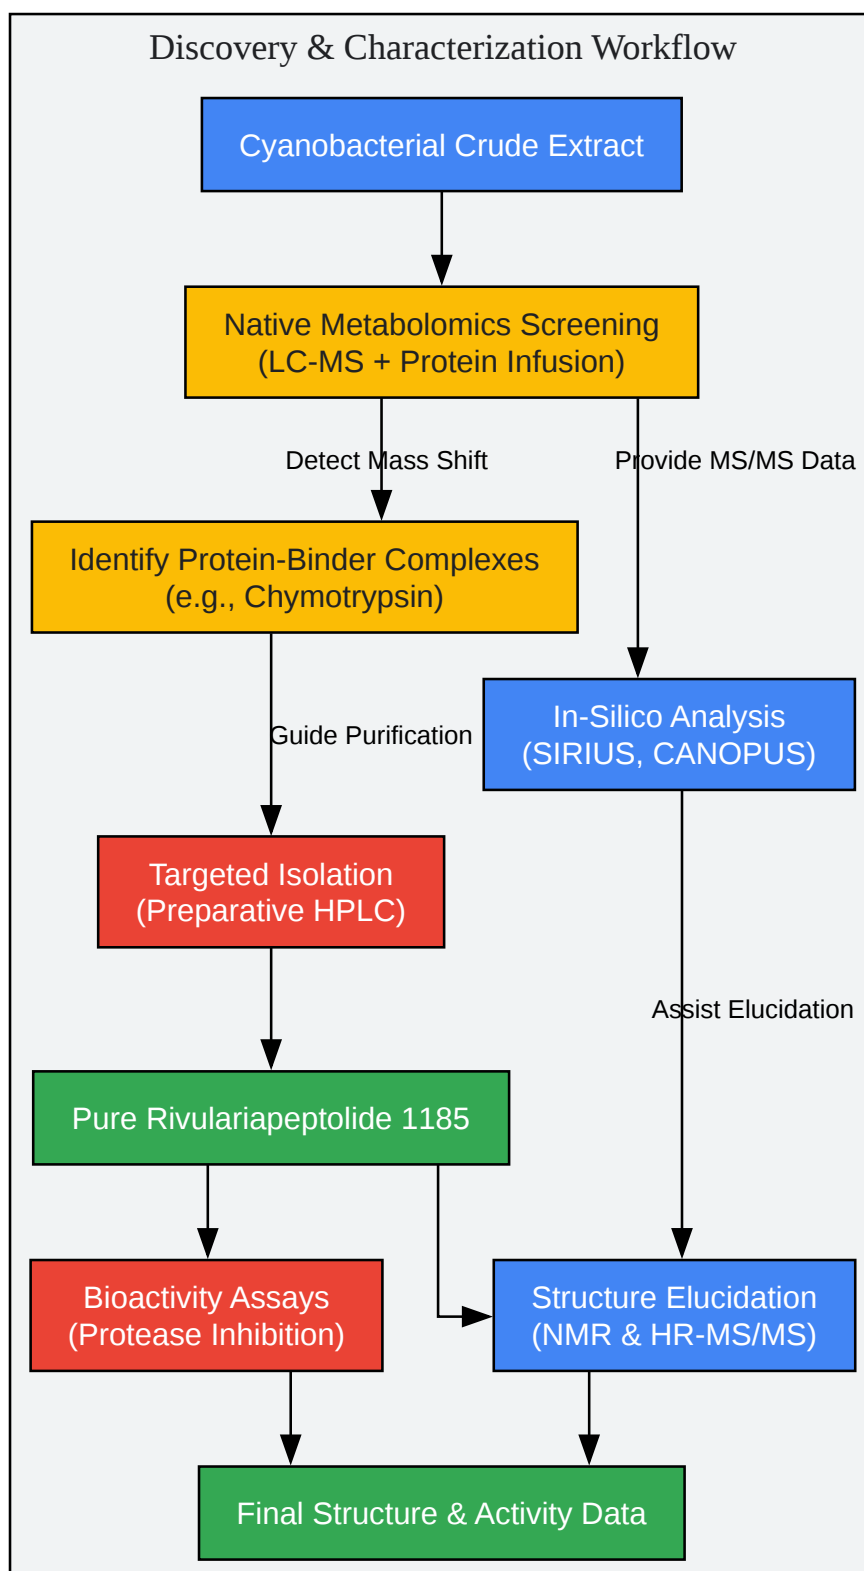 Discovery & Characterization Workflow
Cyanobacterial Crude Extract
Native Metabolomics Screening
(LC-MS + Protein Infusion)
Detect Mass Shift
Provide MS/MS Data
Identify Protein-Binder Complexes
(e.g., Chymotrypsin)
In-Silico Analysis
(SIRIUS, CANOPUS)
Guide Purification
Targeted Isolation
(Preparative HPLC)
Assist Elucidation
Pure Rivulariapeptolide 1185
Bioactivity Assays
(Protease Inhibition)
Structure Elucidation
(NMR & HR-MS/MS)
Final Structure & Activity Data